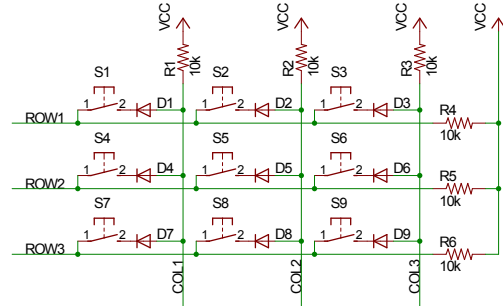 VCC VCC VCC VCC
R1 10k R2 10k R3 10k
S1 S2 S3
1 2 D1 1 2 D2 1 2 D3 R4
ROW1 10k
S4 S5 S6
1 2 D4 1 2 D5 1 2 D6 R5
ROW2 10k
S7 S8 S9
1 2 D7 1 2 D8 1 2 D9 R6
ROW3 10k
COL1 COL2 COL3